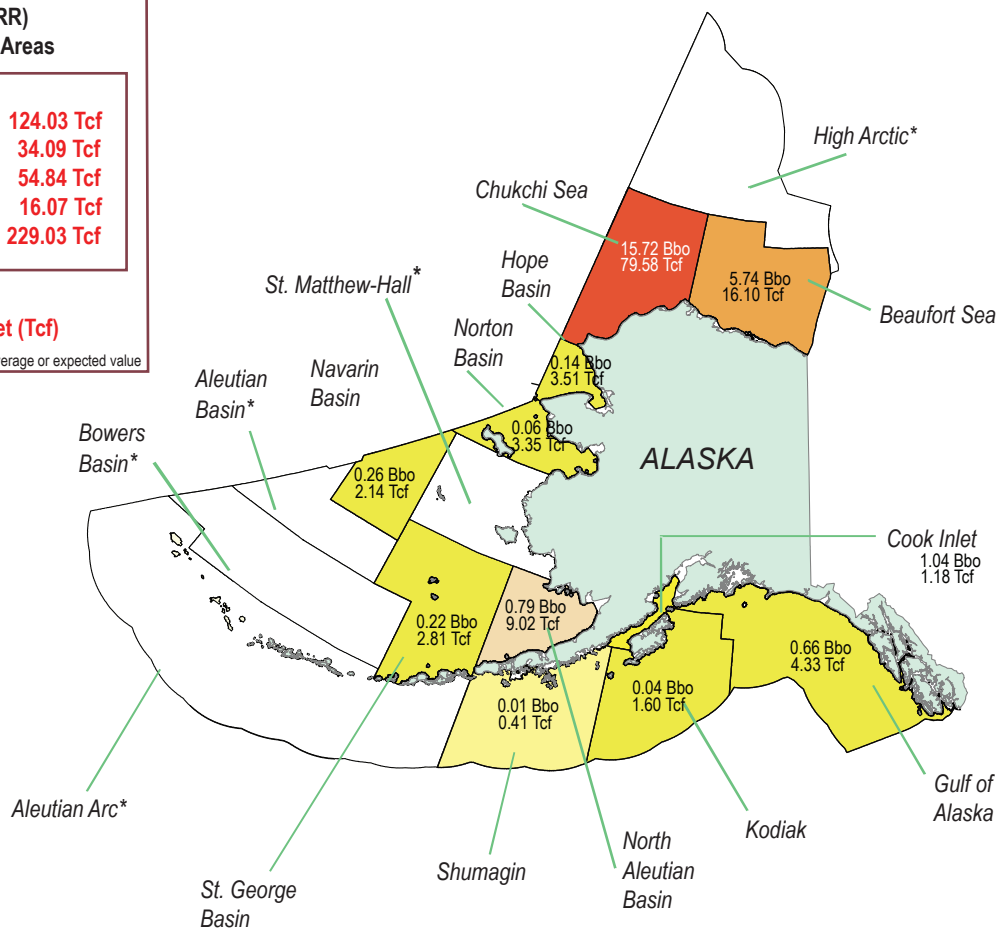 RR)
Areas
124.03 Tcf
34.09 Tcf
54.84 Tcf
16.07 Tcf
229.03 Tcf
et (Tcf)
verage or expected value
High Arctic*
Chukchi Sea
15.72 Bbo
79.58 Tcf
5.74 Bbo
16.10 Tcf
Beaufort Sea
Hope
Basin
St. Matthew-Hall*
Norton
Basin
0.14 Bbo
3.51 Tcf
Navarin
Basin
Aleutian
Basin*
Bowers
Basin*
0.06 Bbo
3.35 Tcf
0.26 Bbo
2.14 Tcf
ALASKA
Cook Inlet
1.04 Bbo
1.18 Tcf
0.79 Bbo
9.02 Tcf
0.22 Bbo
2.81 Tcf
0.66 Bbo
4.33 Tcf
0.04 Bbo
1.60 Tcf
0.01 Bbo
0.41 Tcf
Aleutian Arc*
Gulf of
Alaska
Kodiak
North
Aleutian
Basin
Shumagin
St. George
Basin